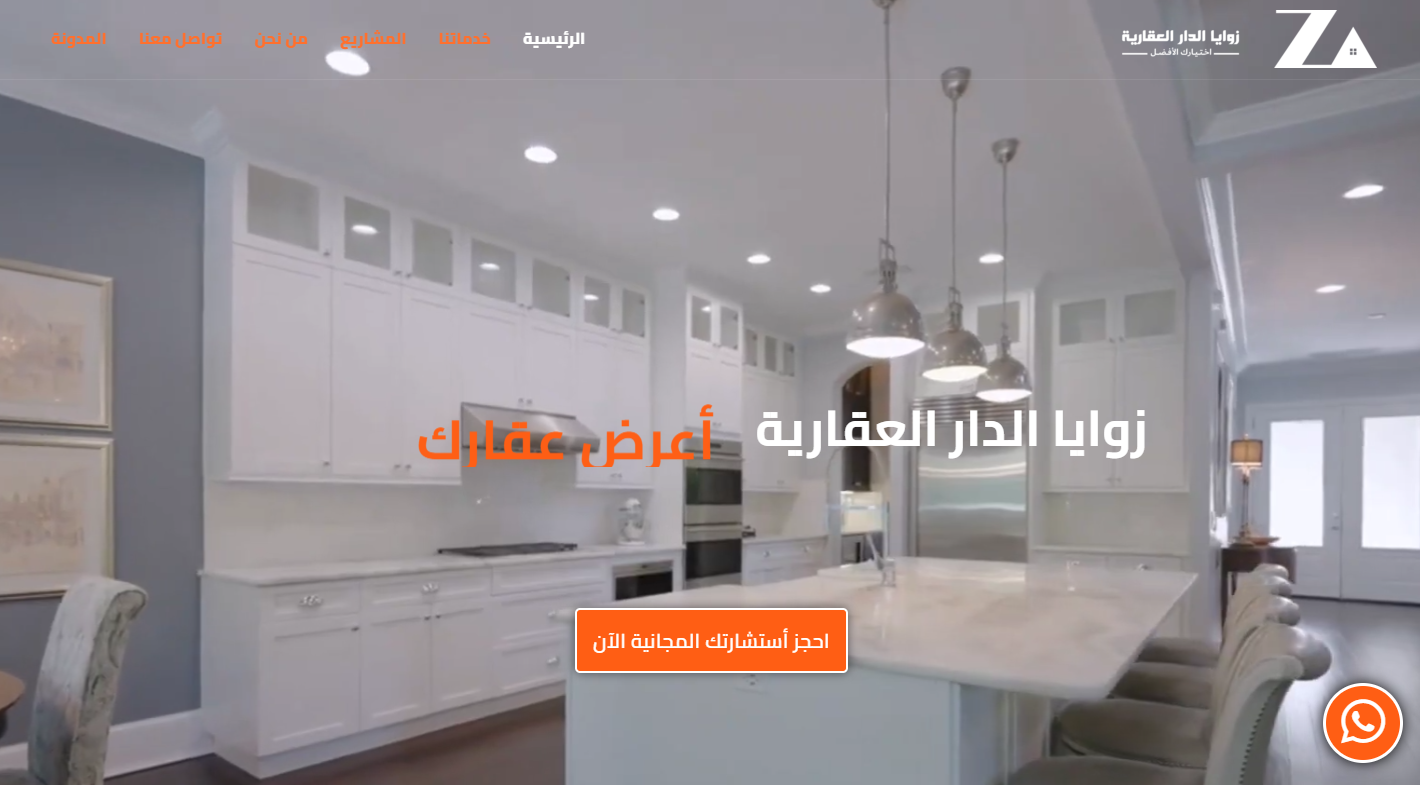 زوايا الدار العقارية
اختيارك الأفضل
الرئيسية
خدماتنا
المشاريع
من نحن
تواصل معنا
المدونة
زوايا الدار العقارية
أعرض عقارك
احجز أستشارتك المجانية الآن